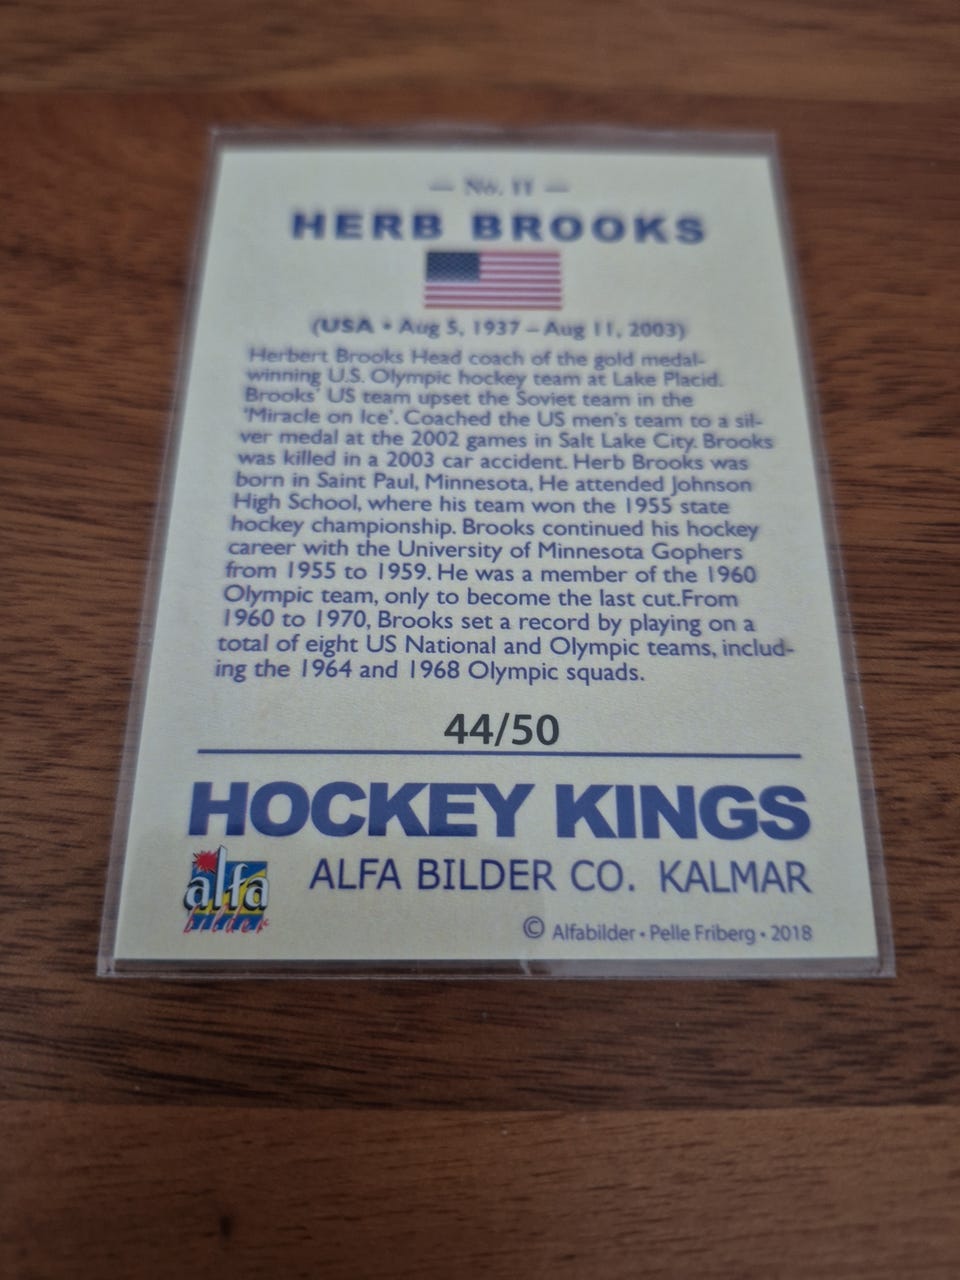 — No. 11 —
HERB BROOKS
(USA • Aug 5, 1937 – Aug 11, 2003)
Herbert Brooks Head coach of the gold medal-
winning U.S. Olympic hockey team at Lake Placid.
Brooks' US team upset the Soviet team in the
'Miracle on Ice'. Coached the US men's team to a sil-
ver medal at the 2002 games in Salt Lake City. Brooks
was killed in a 2003 car accident. Herb Brooks was
born in Saint Paul, Minnesota, He attended Johnson
High School, where his team won the 1955 state
hockey championship. Brooks continued his hockey
career with the University of Minnesota Gophers
from 1955 to 1959. He was a member of the 1960
Olympic team, only to become the last cut.From
1960 to 1970, Brooks set a record by playing on a
total of eight US National and Olympic teams, includ-
ing the 1964 and 1968 Olympic squads.
44/50
HOCKEY KINGS
alfa
bilder
ALFA BILDER CO. KALMAR
© Alfabilder • Pelle Friberg • 2018